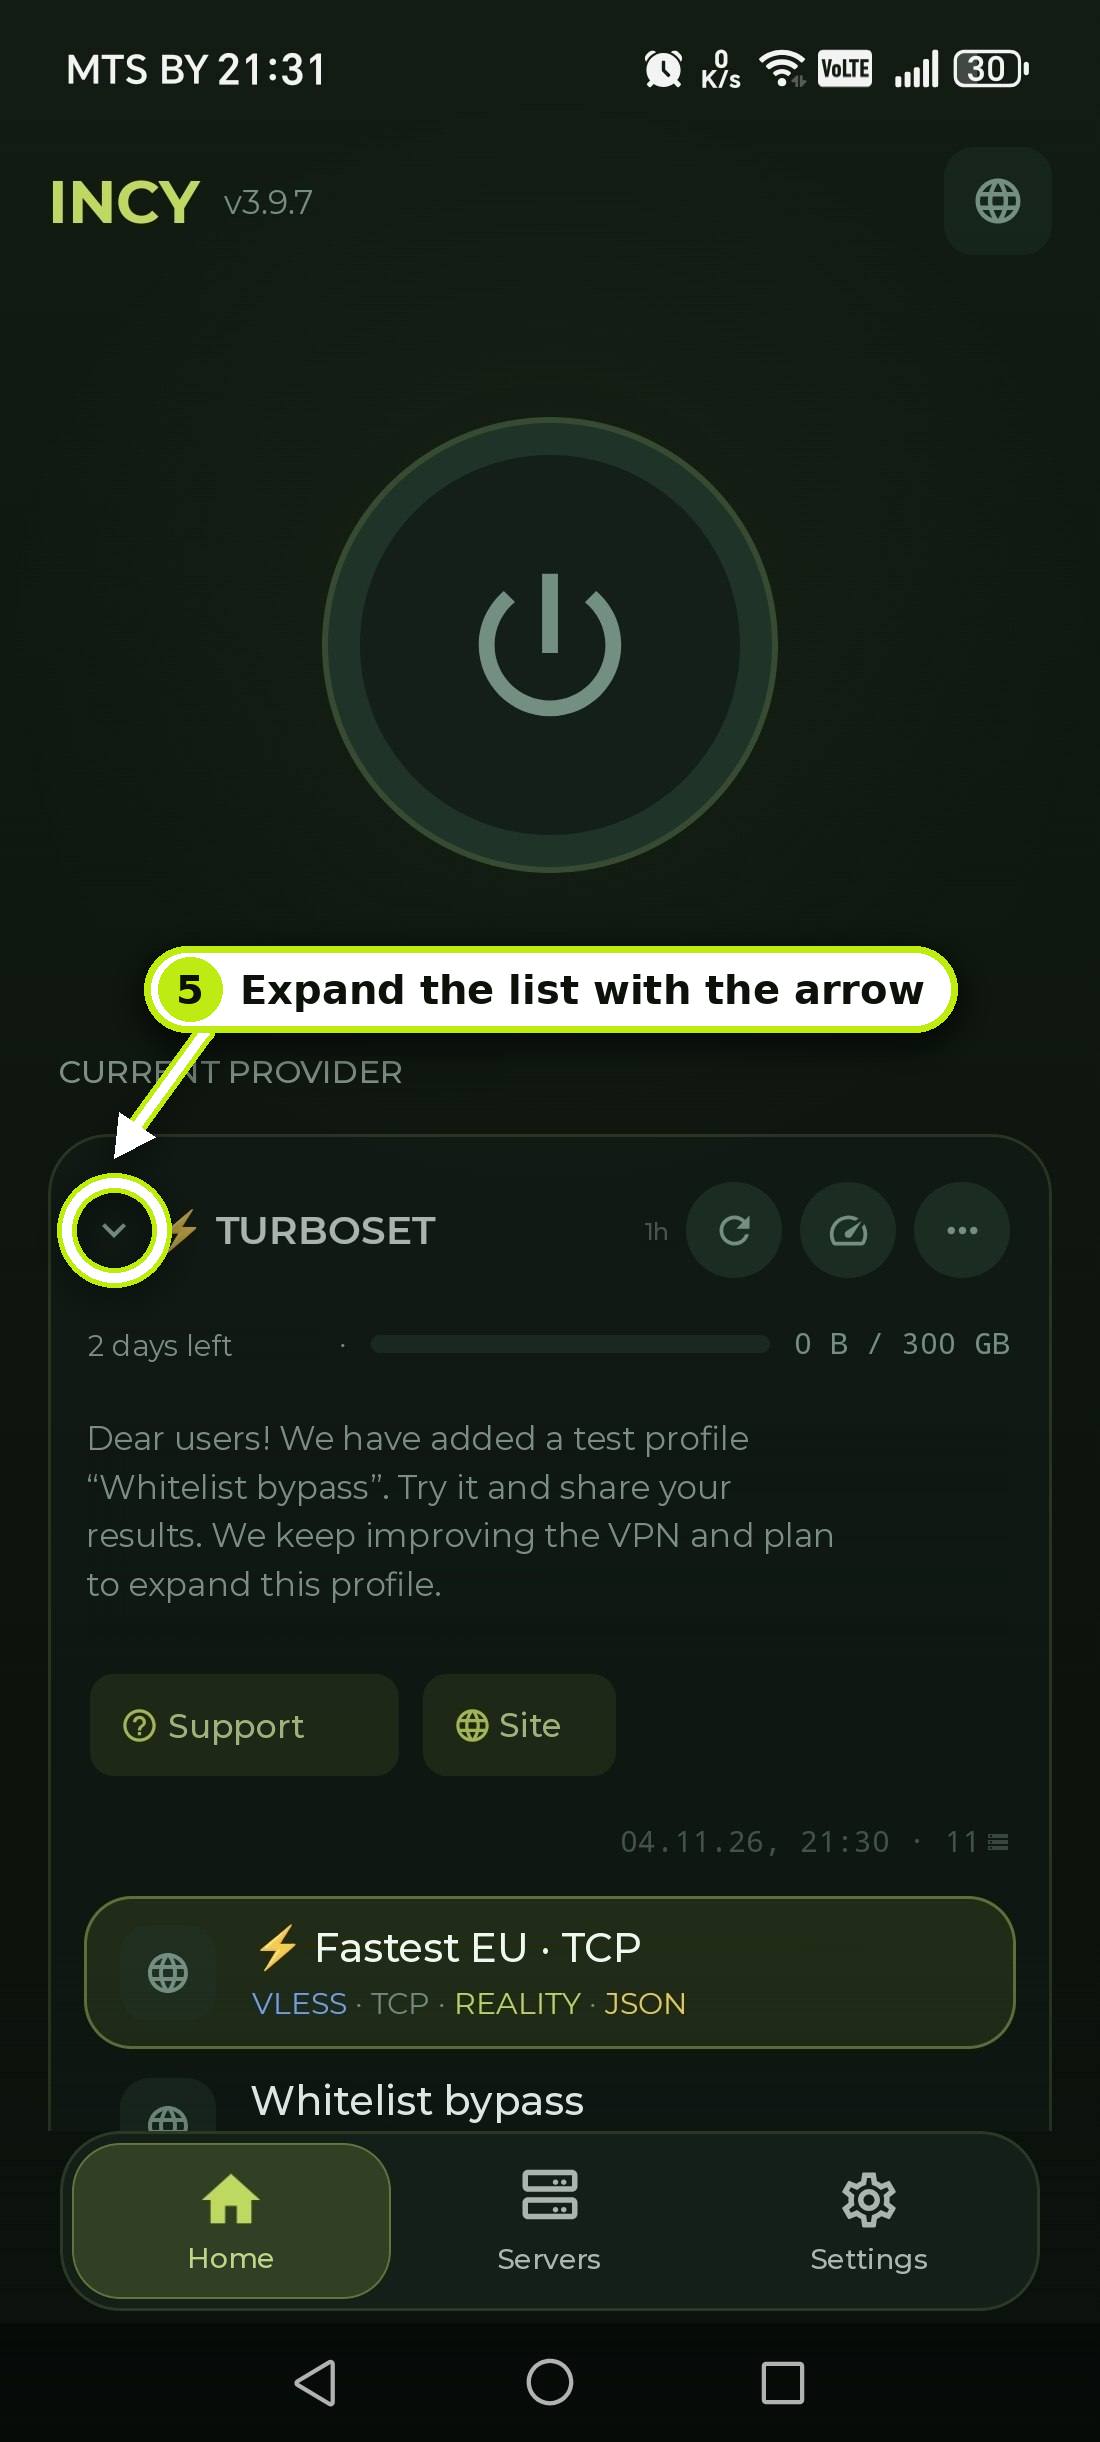 MTS BY 21:31
0 K/s VoLTE 30
INCY v3.9.7
5 Expand the list with the arrow
CURRENT PROVIDER
⚡ TURBOSET 1h
2 days left · 0 B / 300 GB
Dear users! We have added a test profile
“Whitelist bypass”. Try it and share your
results. We keep improving the VPN and plan
to expand this profile.
Support Site
04.11.26, 21:30 · 11
⚡ Fastest EU · TCP
VLESS · TCP · REALITY · JSON
Whitelist bypass
Home Servers Settings